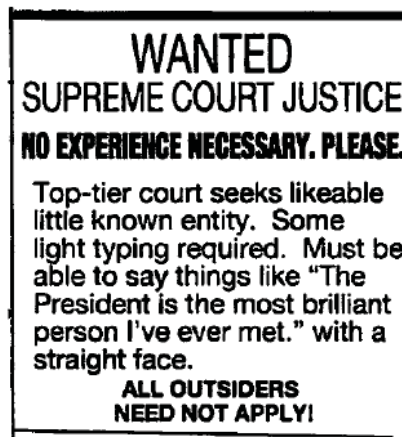 WANTED
SUPREME COURT JUSTICE
NO EXPERIENCE NECESSARY. PLEASE.
Top-tier court seeks likeable
little known entity. Some
light typing required. Must be
able to say things like “The
President is the most brilliant
person I've ever met.” with a
straight face.
ALL OUTSIDERS
NEED NOT APPLY!